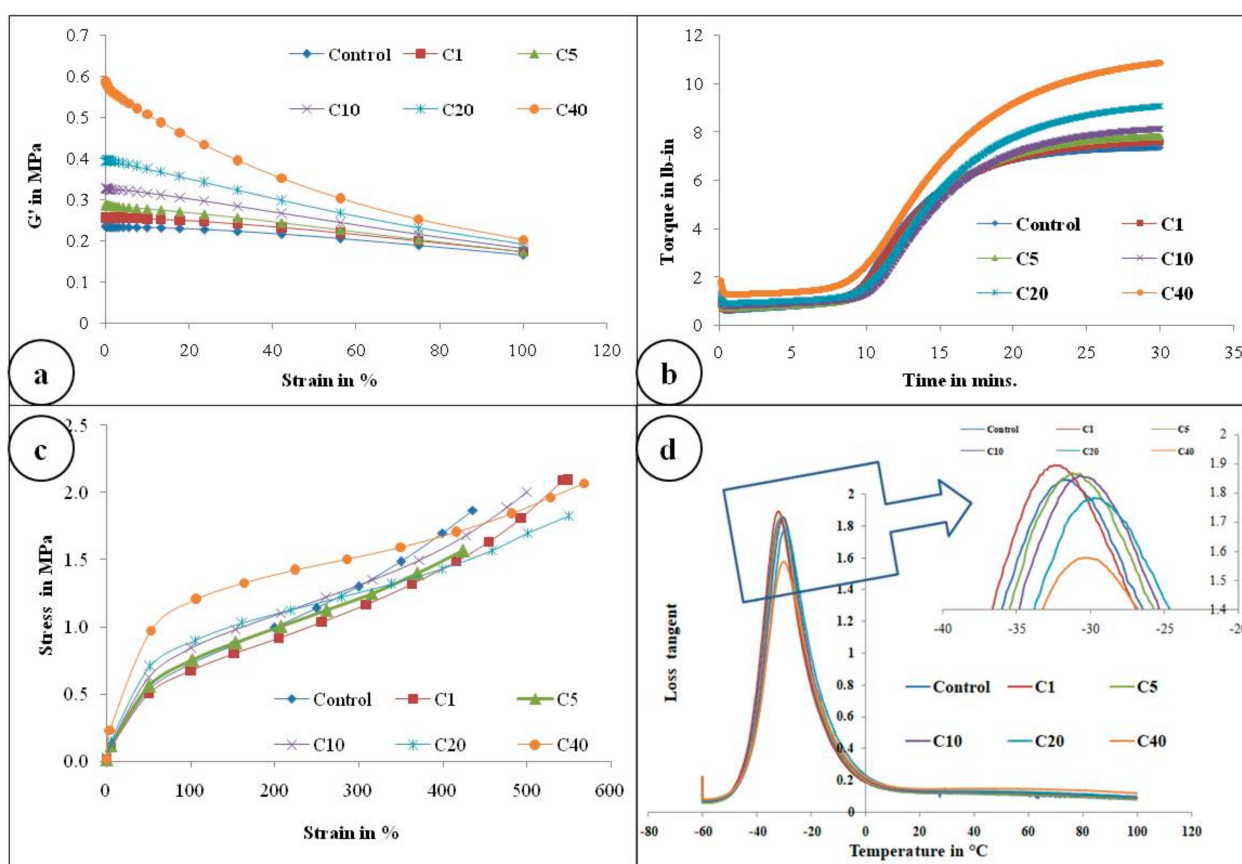 0.7
0.6
0.5
0.4
0.3
0.2
0.1
0
Control C1 C5
C10 C20 C40
G' in MPa
0 20 40 60 80 100 120
Strain in %
a
12
10
8
6
4
2
0
Torque in lb-in
Control C1
C5 C10
C20 C40
0 5 10 15 20 25 30 35
Time in mins.
b
c
2.5
2.0
1.5
1.0
0.5
0.0
Stress in MPa
Control C1 C5
C10 C20 C40
0 100 200 300 400 500 600
Strain in %
d
Control C1 C5
C10 C20 C40
2
1.9
1.8
1.7
1.6
1.5
1.4
-40 -35 -30 -25 -20
2
1.8
1.6
1.4
1.2
1
0.8
0.6
0.4
0.2
0
Loss tangent
Control C1 C5
C10 C20 C40
-80 -60 -40 -20 0 20 40 60 80 100 120
Temperature in °C